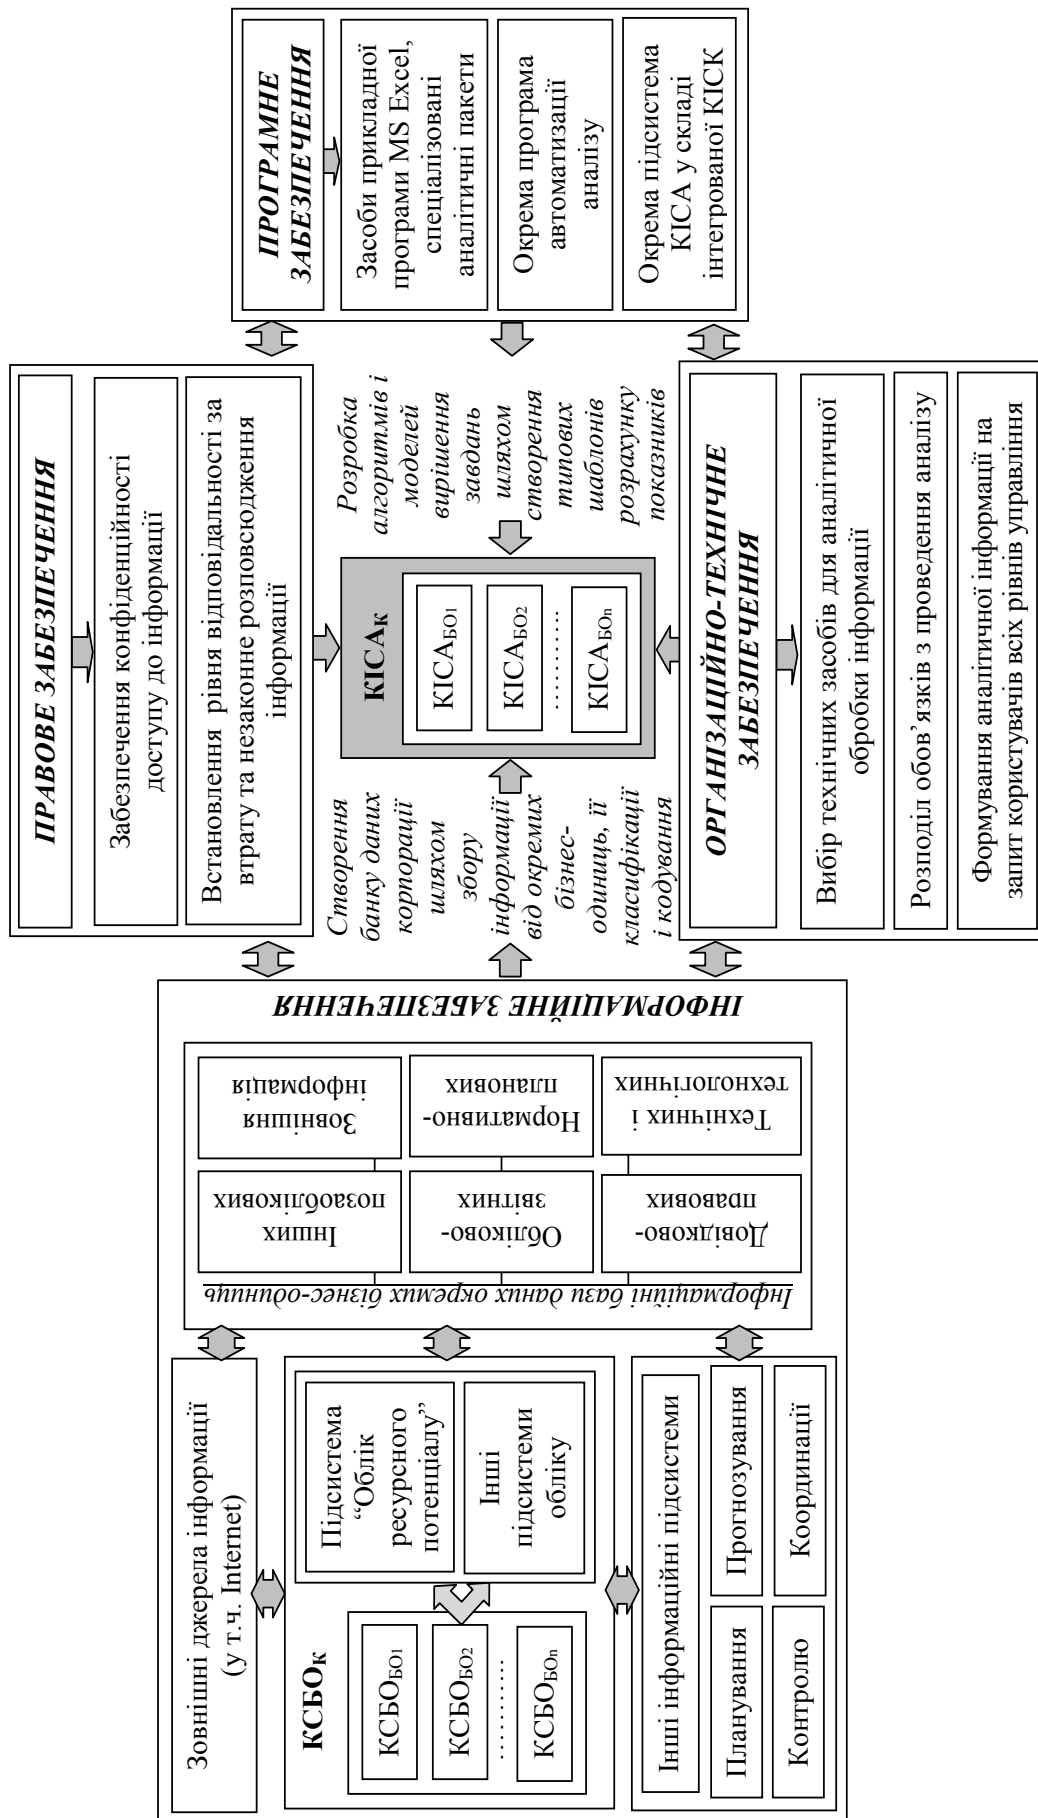 ПРАВОВЕ ЗАБЕЗПЕЧЕННЯ
Забезпечення конфіденційності
доступу до інформації
Встановлення рівня відповідальності за
втрату та незаконне розповсюдження
інформації
ПРОГРАМНЕ
ЗАБЕЗПЕЧЕННЯ
Засоби прикладної
програми MS Excel,
спеціалізовані
аналітичні пакети
Окрема програма
автоматизації
аналізу
Окрема підсистема
КІСА у складі
інтегрованої КІСК
Розробка
алгоритмів і
моделей
вирішення
завдань
шляхом
створення
типових
шаблонів
розрахунку
показників
КІСАК
КІСАБО1
КІСАБО2
………
КІСАБОn
Створення
банку даних
корпорації
шляхом
збору
інформації
від окремих
бізнес-
одиниць, її
класифікації
і кодування
ОРГАНІЗАЦІЙНО-ТЕХНІЧНЕ
ЗАБЕЗПЕЧЕННЯ
Вибір технічних засобів для аналітичної
обробки інформації
Розподіл обов’язків з проведення аналізу
Формування аналітичної інформації на
запит користувачів всіх рівнів управління
ІНФОРМАЦІЙНЕ ЗАБЕЗПЕЧЕННЯ
Зовнішня
інформація
Нормативно-
планових
Технічних і
технологічних
Інших
позаоблікових
Обліково-
звітних
Довідково-
правових
Інформаційні бази даних окремих бізнес-одиниць
Зовнішні джерела інформації
(у т.ч. Internet)
КСБОК
КСБОБО1
КСБОБО2
………
КСБОБОn
Підсистема
“Облік
ресурсного
потенціалу”
Інші
підсистеми
обліку
Інші інформаційні підсистеми
Планування
Прогнозування
Контролю
Координації